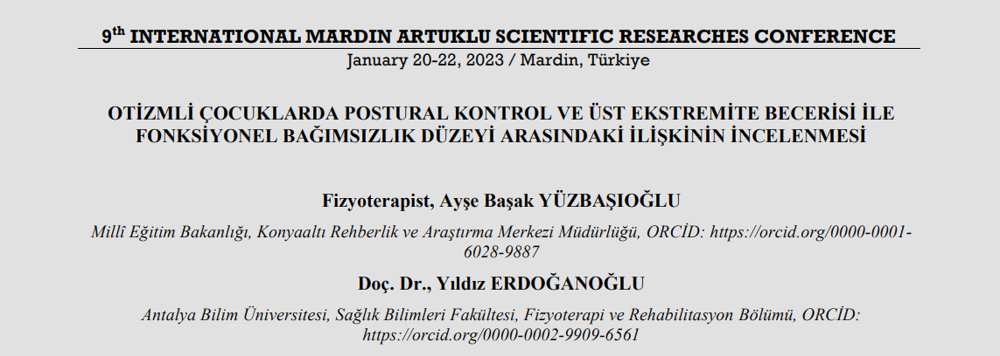 9th INTERNATIONAL MARDIN ARTUKLU SCIENTIFIC RESEARCHES CONFERENCE
January 20-22, 2023 / Mardin, Türkiye
OTİZMLİ ÇOCUKLARDA POSTURAL KONTROL VE ÜST EKSTREMİTE BECERİSİ İLE
FONKSİYONEL BAĞIMSIZLIK DÜZEYİ ARASINDAKİ İLİŞKİNİN İNCELENMESİ
Fizyoterapist, Ayşe Başak YÜZBAŞIOĞLU
Millî Eğitim Bakanlığı, Konyaaltı Rehberlik ve Araştırma Merkezi Müdürlüğü, ORCİD: https://orcid.org/0000-0001-
6028-9887
Doç. Dr., Yıldız ERDOĞANOĞLU
Antalya Bilim Üniversitesi, Sağlık Bilimleri Fakültesi, Fizyoterapi ve Rehabilitasyon Bölümü, ORCİD:
https://orcid.org/0000-0002-9909-6561